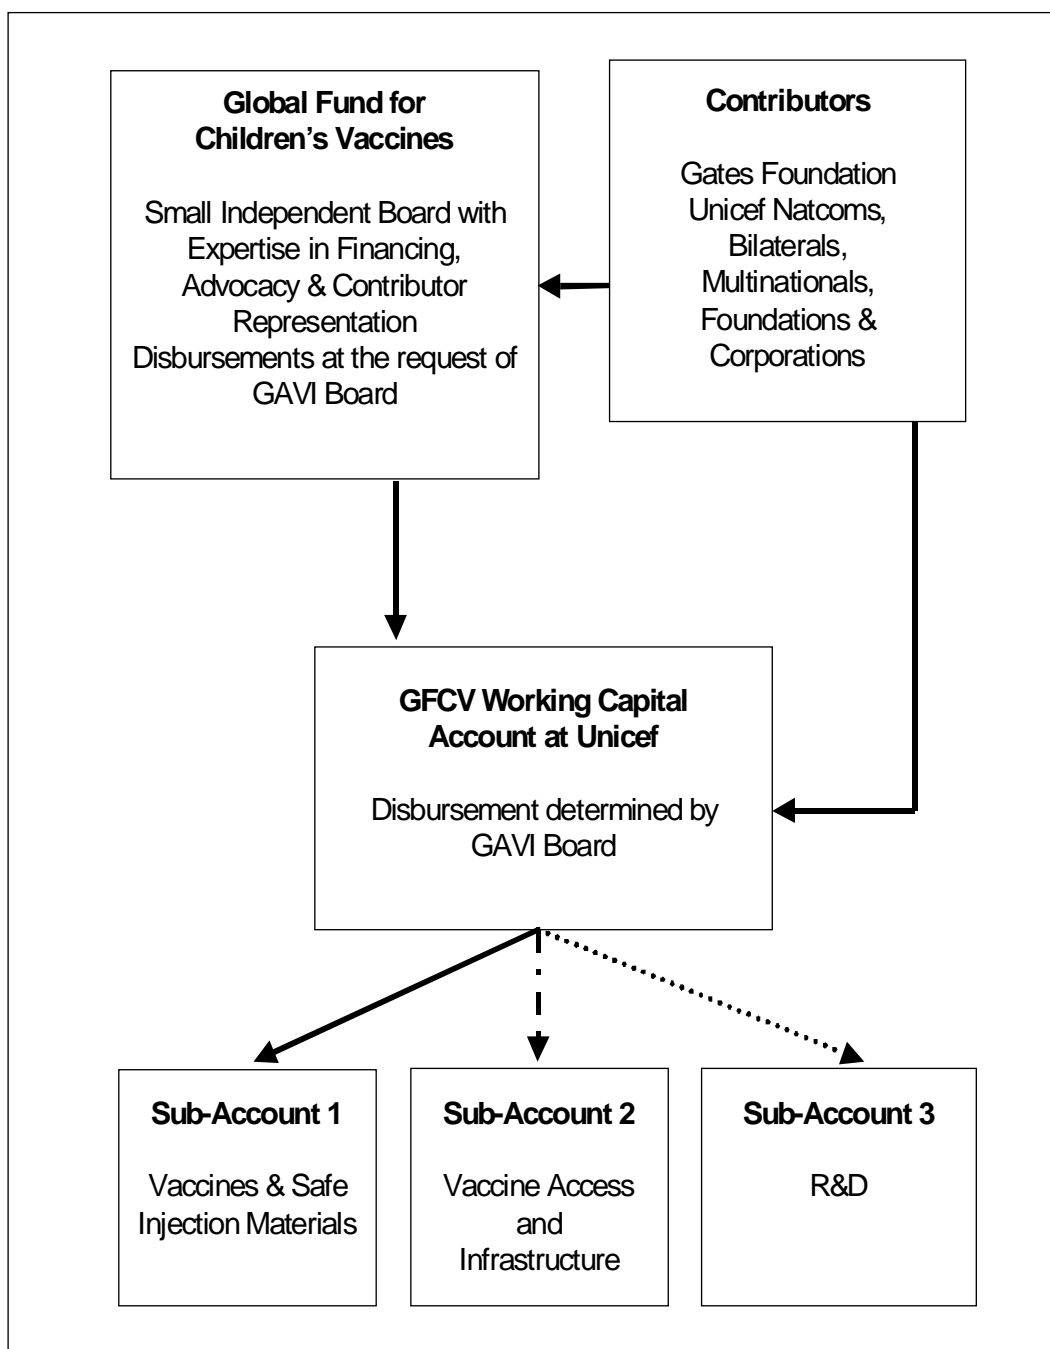 Global Fund for
Children’s Vaccines
Small Independent Board with
Expertise in Financing,
Advocacy & Contributor
Representation
Disbursements at the request of
GAVI Board
Contributors
Gates Foundation
Unicef Natcoms,
Bilaterals,
Multinationals,
Foundations &
Corporations
GFCV Working Capital
Account at Unicef
Disbursement determined by
GAVI Board
Sub-Account 1
Vaccines & Safe
Injection Materials
Sub-Account 2
Vaccine Access
and
Infrastructure
Sub-Account 3
R&D